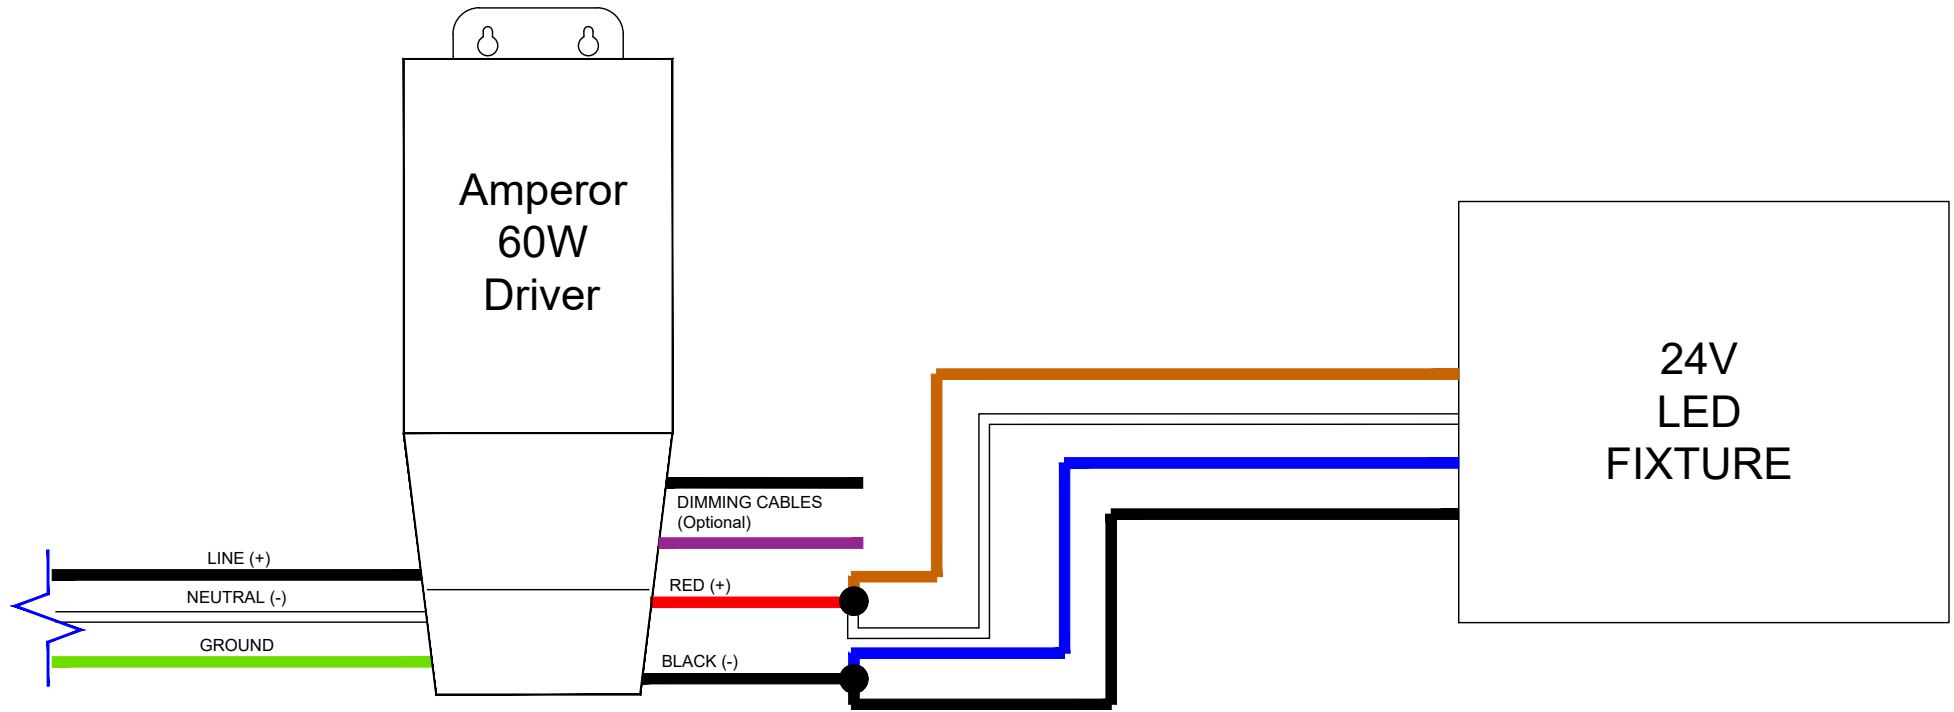 Amperor
60W
Driver
24V
LED
FIXTURE
DIMMING CABLES
(Optional)
LINE (+)
NEUTRAL (-)
GROUND
RED (+)
BLACK (-)